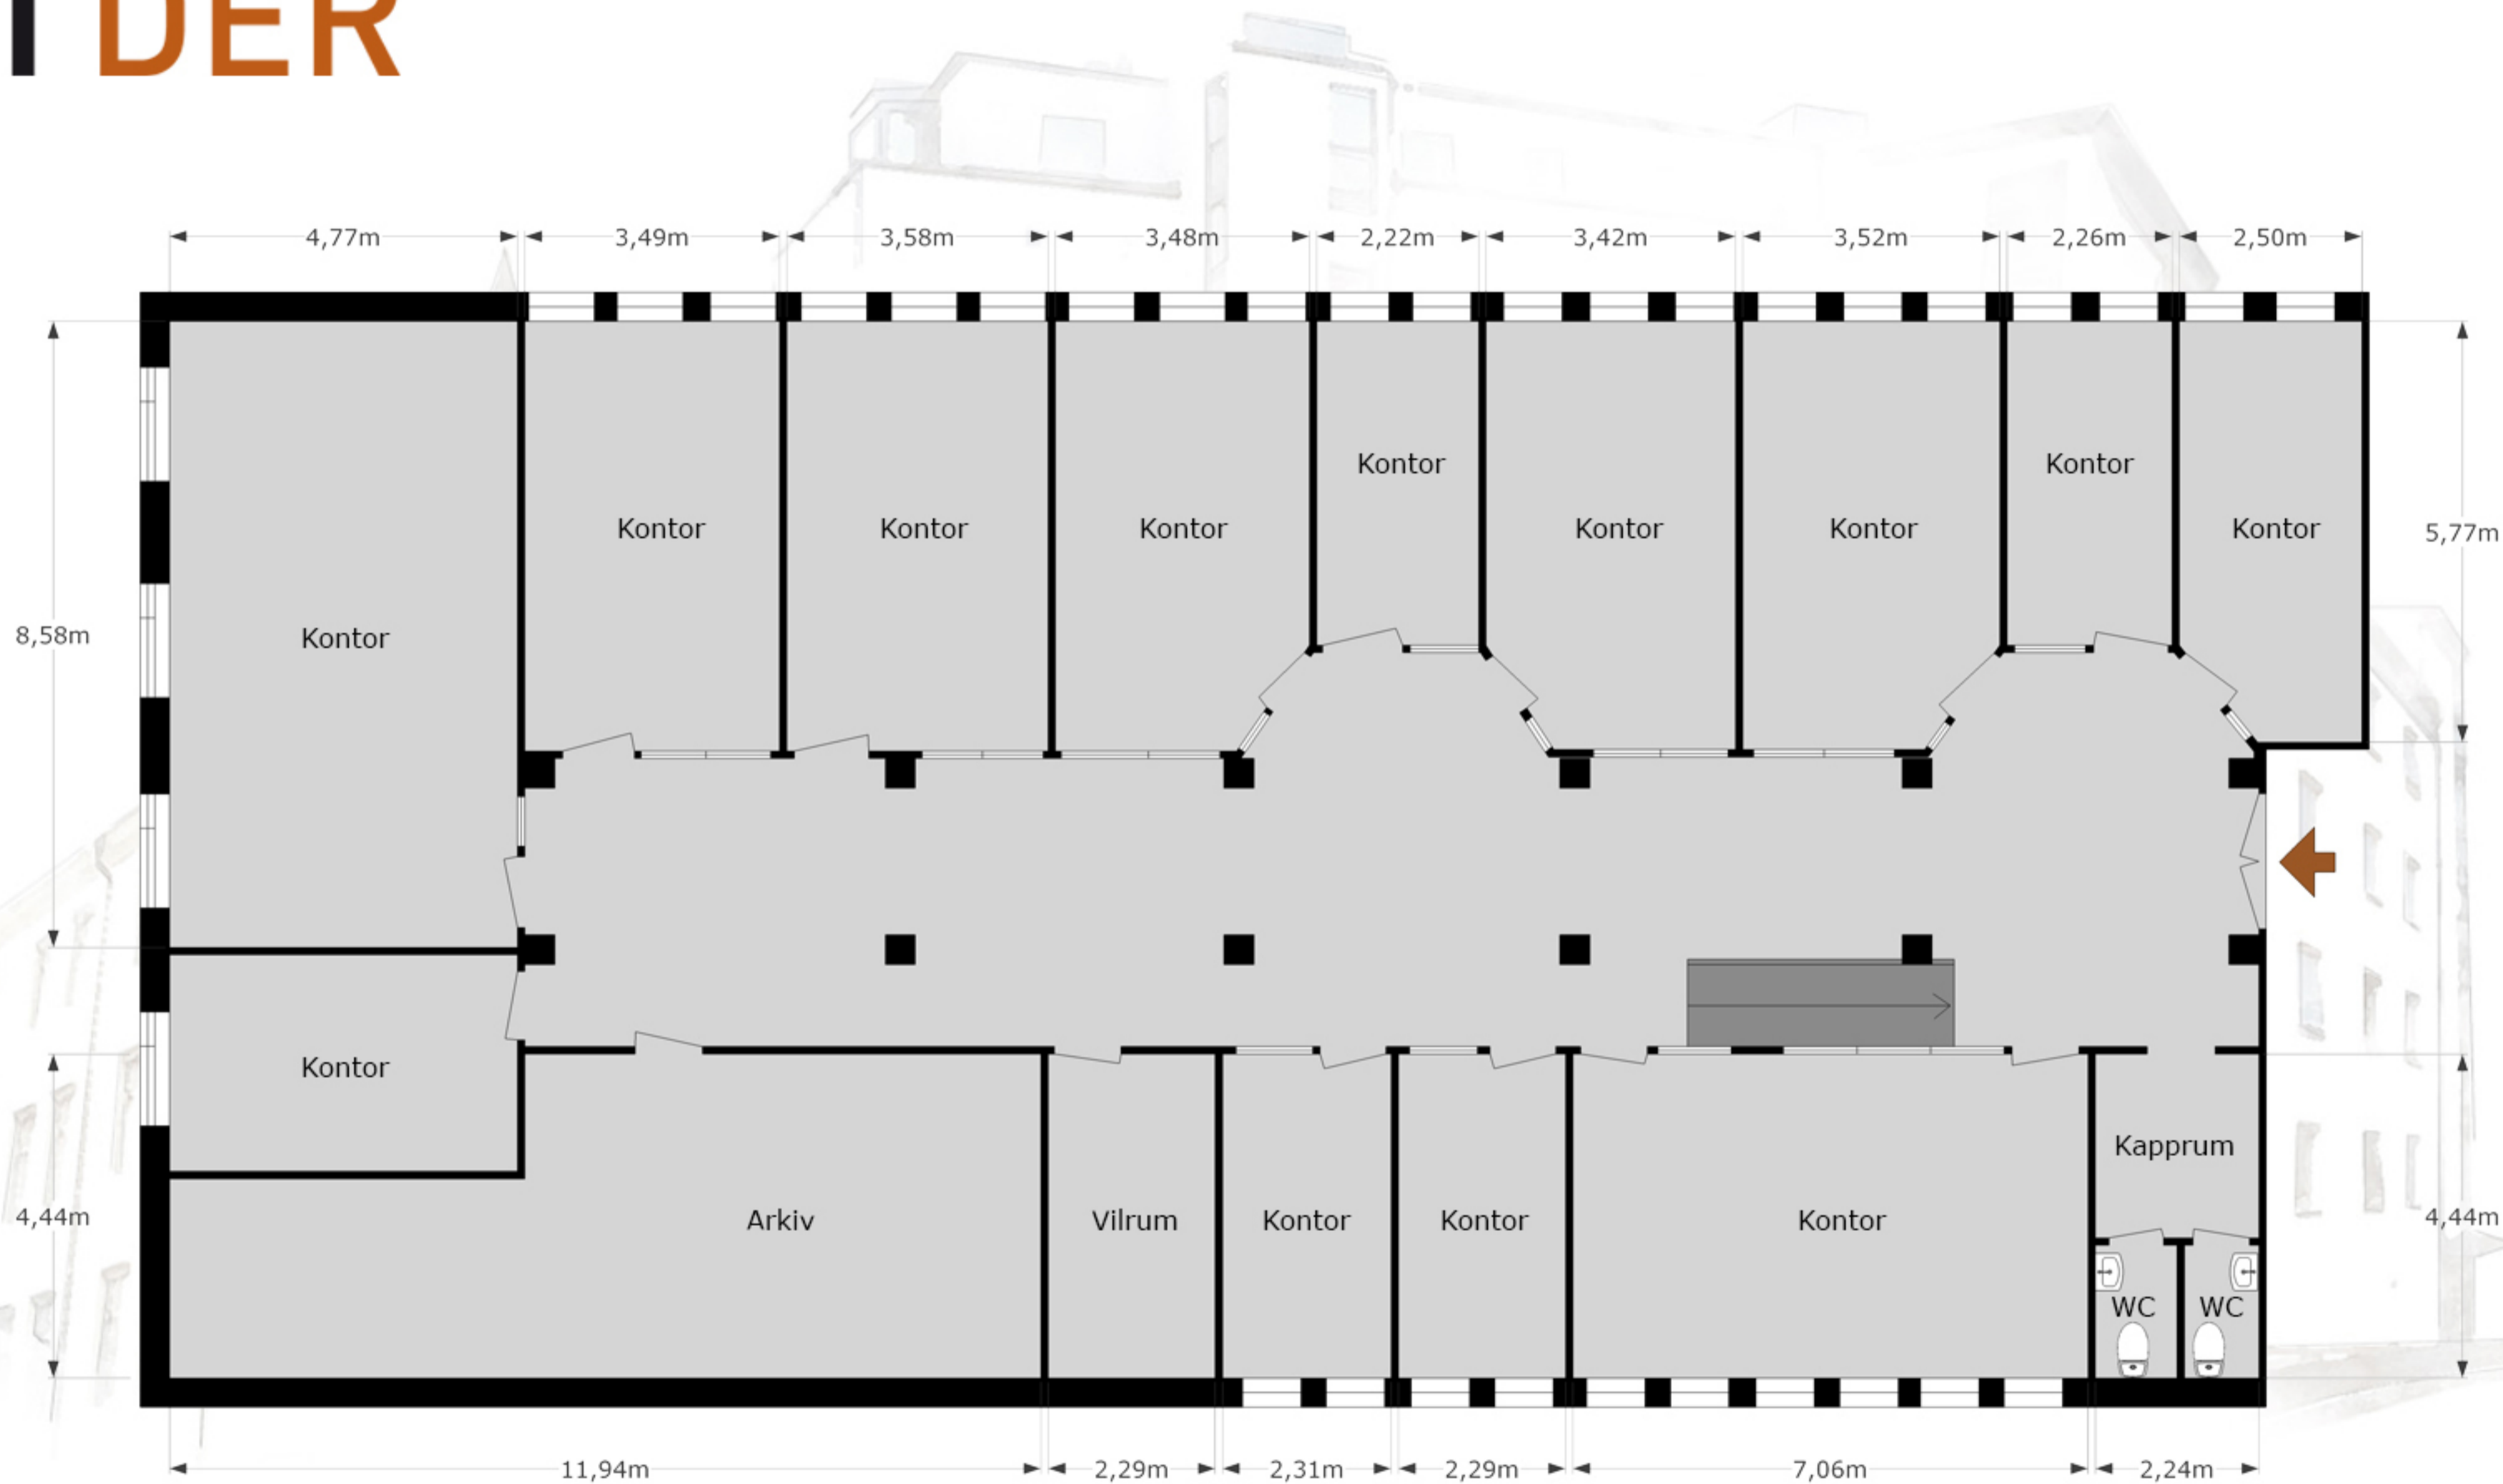 DER
4,77m 3,49m 3,58m 3,48m 2,22m 3,42m 3,52m 2,26m 2,50m
Kontor Kontor
Kontor Kontor Kontor Kontor Kontor Kontor
5,77m
8,58m
Kontor
Kontor
Kapprum
4,44m
Arkiv Vilrum Kontor Kontor Kontor
4,44m
WC WC
11,94m 2,29m 2,31m 2,29m 7,06m 2,24m